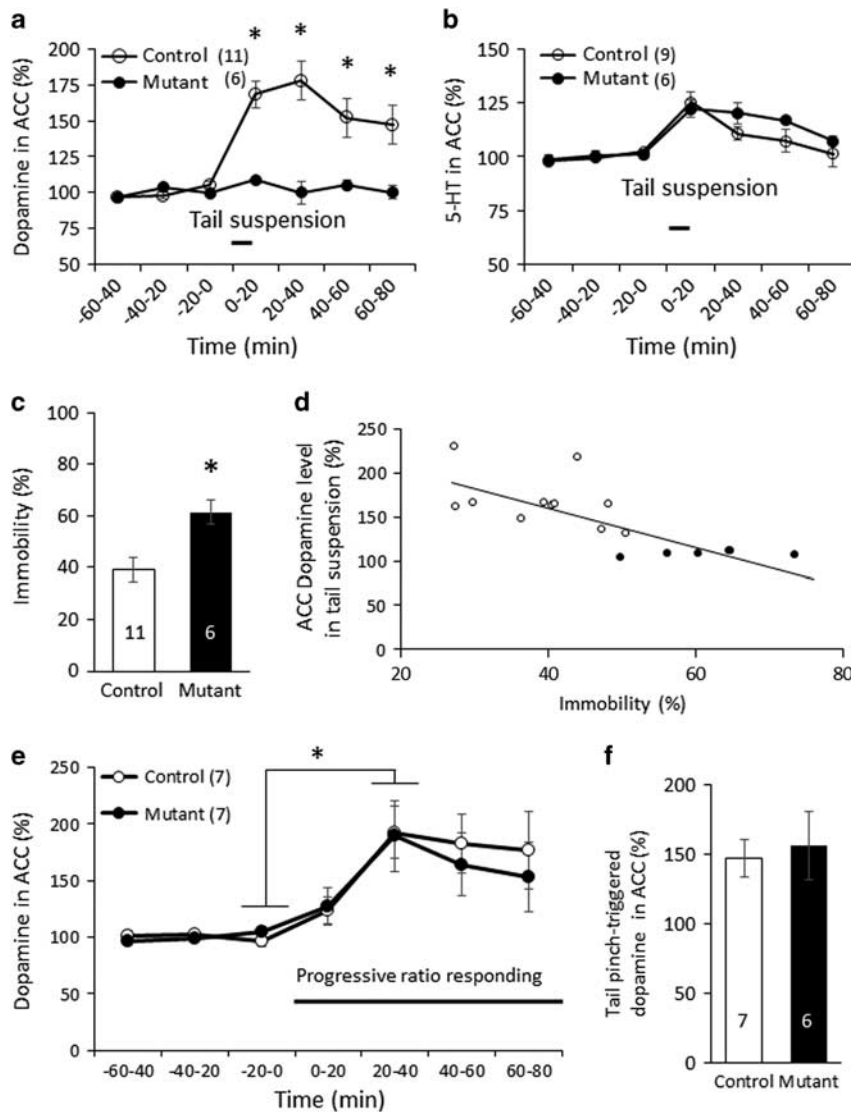 a
Dopamine in ACC (%)
200
175
150
125
100
75
50
Control (11)
Mutant (6)
* * * *
Tail suspension
-60-40 -40-20 -20-0 0-20 20-40 40-60 60-80
Time (min)
b
5-HT in ACC (%)
150
125
100
75
50
Control (9)
Mutant (6)
Tail suspension
-60-40 -40-20 -20-0 0-20 20-40 40-60 60-80
Time (min)
c
Immobility (%)
100
80
60
40
20
0
*
11 6
Control Mutant
d
ACC Dopamine level
in tail suspension (%)
250
200
150
100
50
0
20 40 60 80
Immobility (%)
e
Dopamine in ACC (%)
250
200
150
100
50
0
Control (7)
Mutant (7)
*
Progressive ratio responding
-60-40 -40-20 -20-0 0-20 20-40 40-60 60-80
Time (min)
f
Tail pinch-triggered
dopamine in ACC (%)
200
150
100
50
0
7 6
Control Mutant